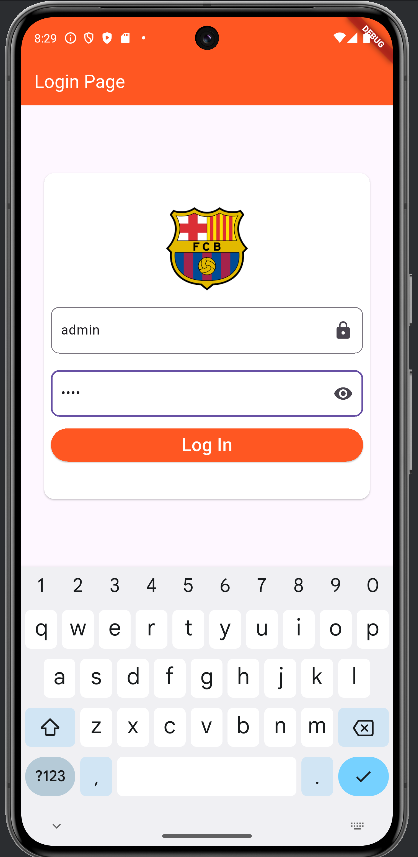 8:29
DEBUG
Login Page
FCB
admin
••••
Log In
1 2 3 4 5 6 7 8 9 0
q w e r t y u i o p
a s d f g h j k l
z x c v b n m
?123 , .